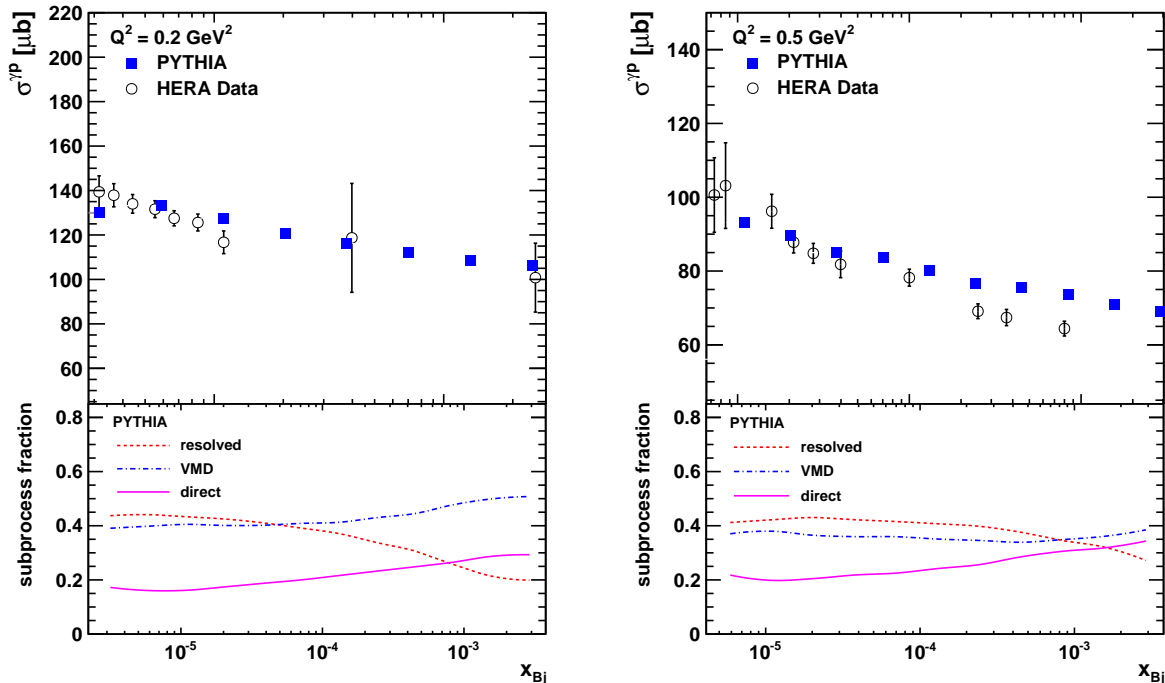 σ^γp [μb]
220
200
180
160
140
120
100
80
60
Q² = 0.2 GeV²
PYTHIA
HERA Data
subprocess fraction
0.8
0.6
0.4
0.2
0
PYTHIA
resolved
VMD
direct
10⁻⁵
10⁻⁴
10⁻³
x_Bj
σ^γp [μb]
140
120
100
80
60
Q² = 0.5 GeV²
PYTHIA
HERA Data
subprocess fraction
0.8
0.6
0.4
0.2
0
PYTHIA
resolved
VMD
direct
10⁻⁵
10⁻⁴
10⁻³
x_Bj